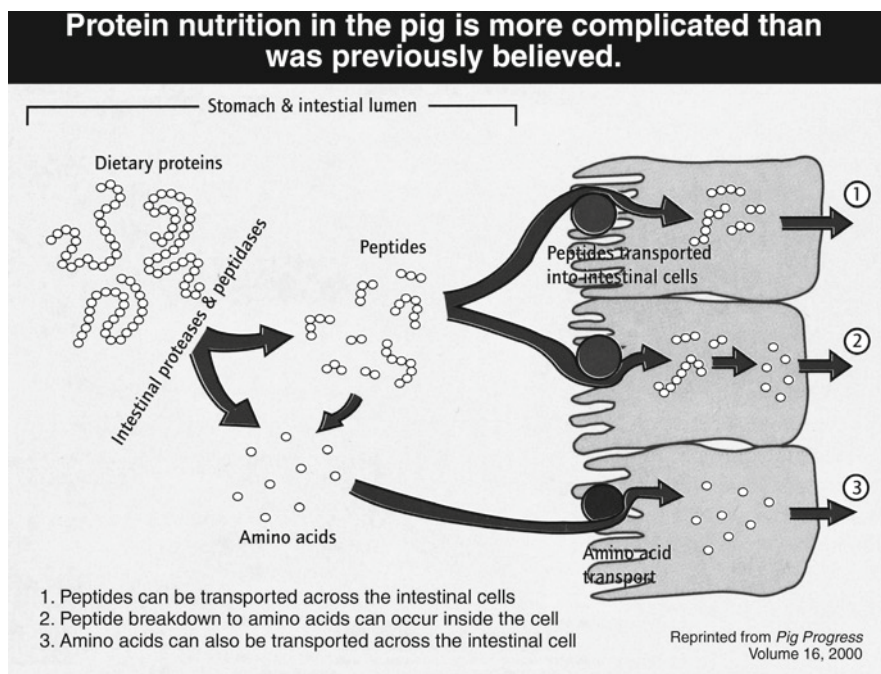 Protein nutrition in the pig is more complicated than
was previously believed.
Stomach & intestial lumen
Dietary proteins
Intestinal proteases & peptidases
Peptides
Peptides transported
into intestinal cells
Amino acids
Amino acid
transport
1
2
3
1. Peptides can be transported across the intestinal cells
2. Peptide breakdown to amino acids can occur inside the cell
3. Amino acids can also be transported across the intestinal cell
Reprinted from Pig Progress
Volume 16, 2000